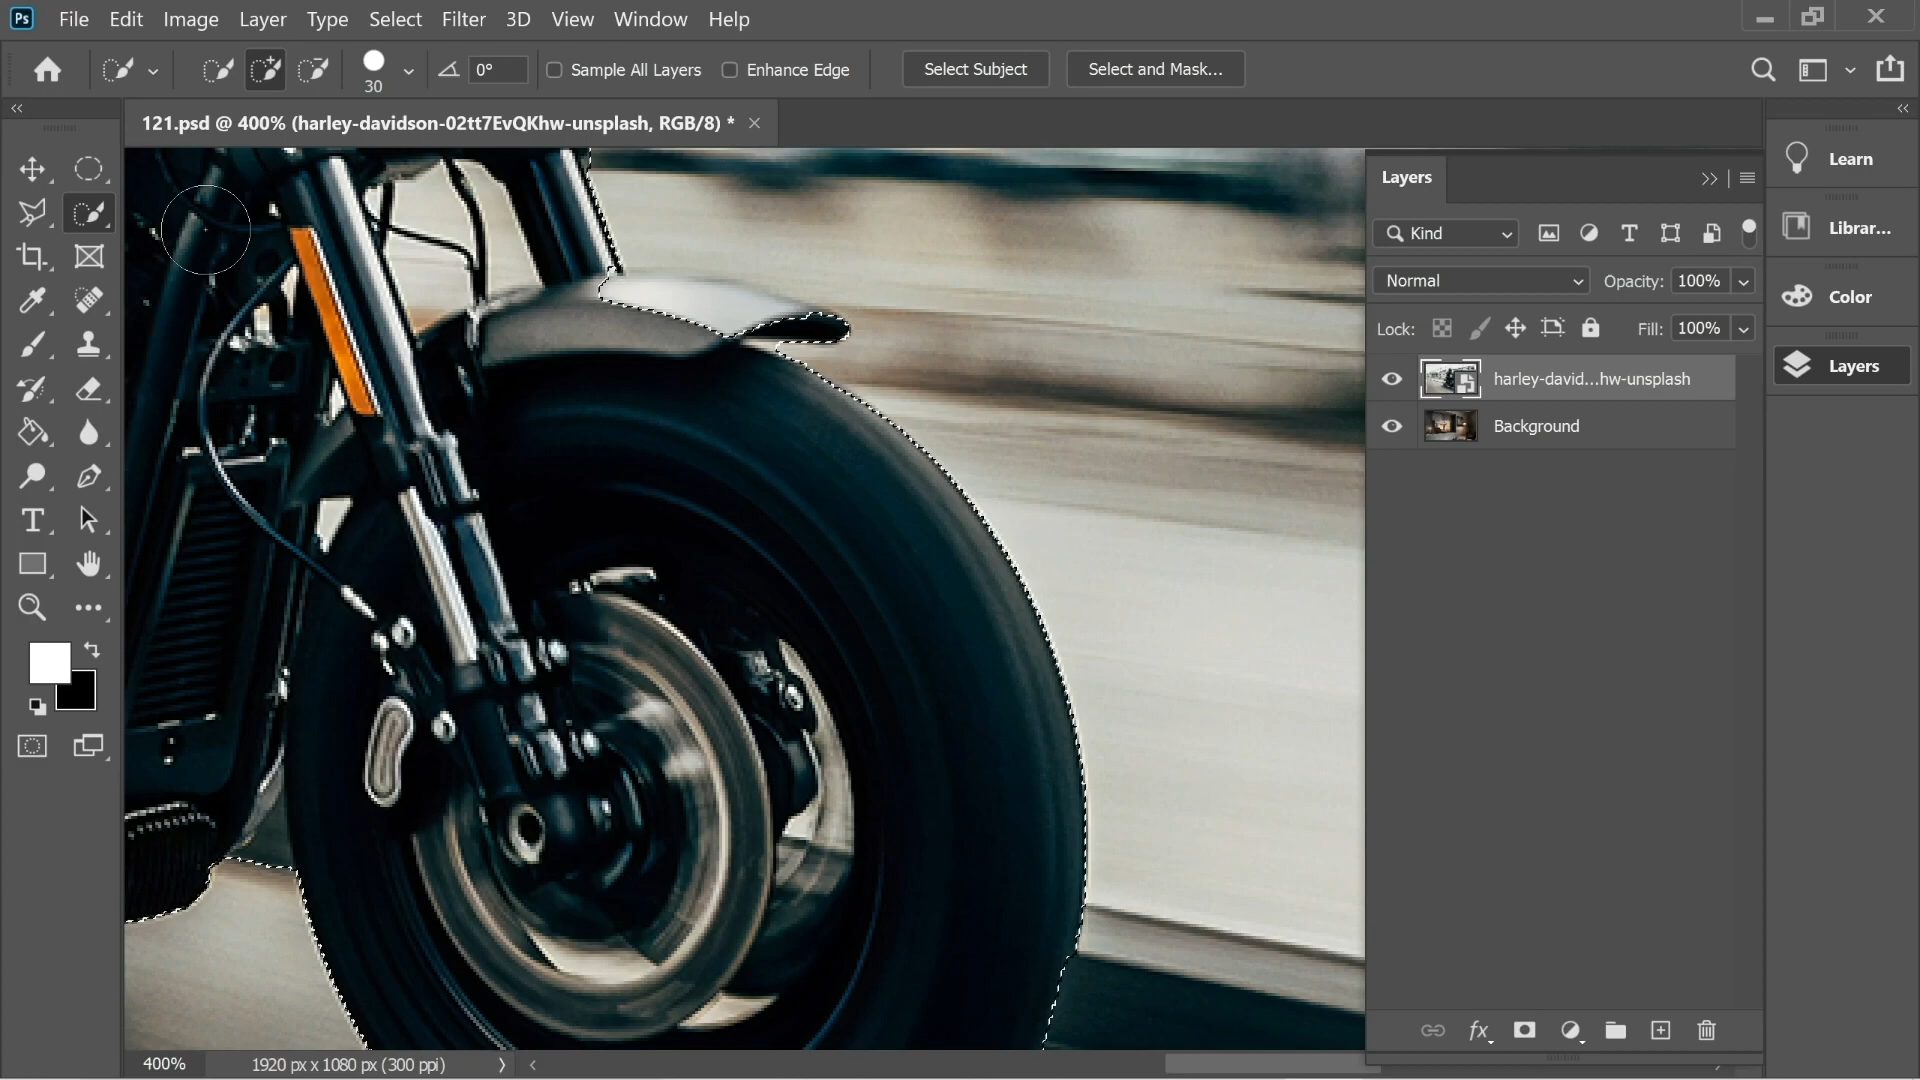 Ps File Edit Image Layer Type Select Filter 3D View Window Help
30 0° Sample All Layers Enhance Edge Select Subject Select and Mask...
121.psd @ 400% (harley-davidson-02tt7EvQKhw-unsplash, RGB/8) *
Layers
Kind
Normal Opacity: 100%
Lock: Fill: 100%
harley-david...hw-unsplash
Background
fx
Learn
Librar...
Color
Layers
400% 1920 px x 1080 px (300 ppi)